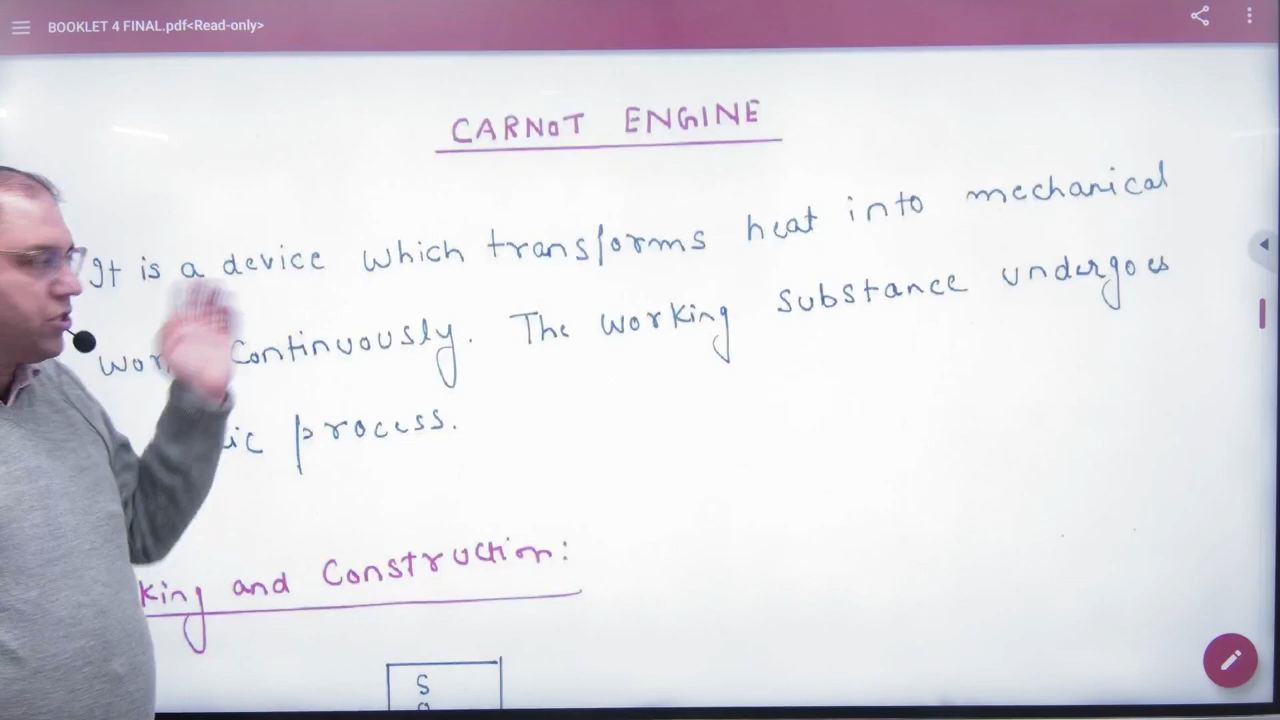 BOOKLET 4 FINAL.pdf<Read-only>
CARNOT ENGINE
It is a device which transforms heat into mechanical
continuously. The working substance undergoes
process.
and Construction:
S